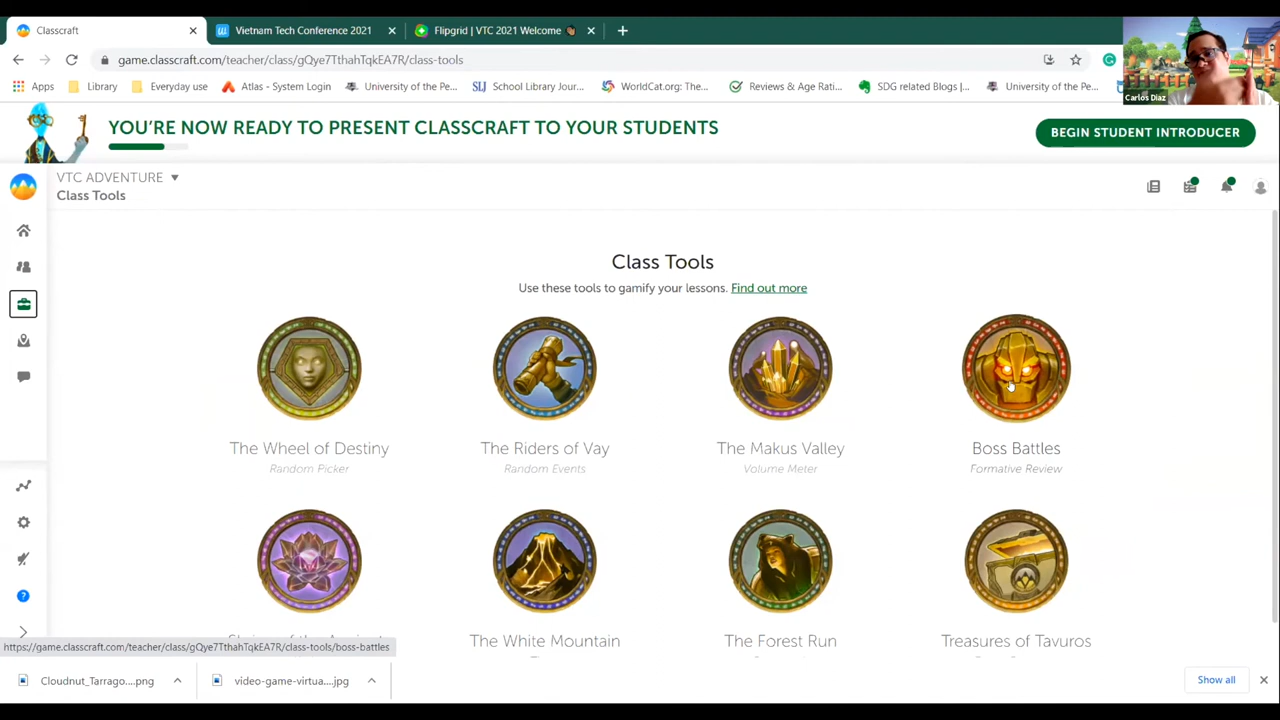 Classcraft
Vietnam Tech Conference 2021
Flipgrid | VTC 2021 Welcome
game.classcraft.com/teacher/class/gQye7TthahTqkEA7R/class-tools
Apps
Library
Everyday use
Atlas - System Login
University of the Pe...
School Library Jour...
WorldCat.org: The...
Reviews & Age Rati...
SDG related Blogs |...
University of the Pe...
Carlos Diaz
YOU'RE NOW READY TO PRESENT CLASSCRAFT TO YOUR STUDENTS
BEGIN STUDENT INTRODUCER
VTC ADVENTURE
Class Tools
Class Tools
Use these tools to gamify your lessons. Find out more
The Wheel of Destiny
Random Picker
The Riders of Vay
Random Events
The Makus Valley
Volume Meter
Boss Battles
Formative Review
The White Mountain
The Forest Run
Treasures of Tavuros
https://game.classcraft.com/teacher/class/gQye7TthahTqkEA7R/class-tools/boss-battles
Cloudnut_Tarrago....png
video-game-virtua....jpg
Show all